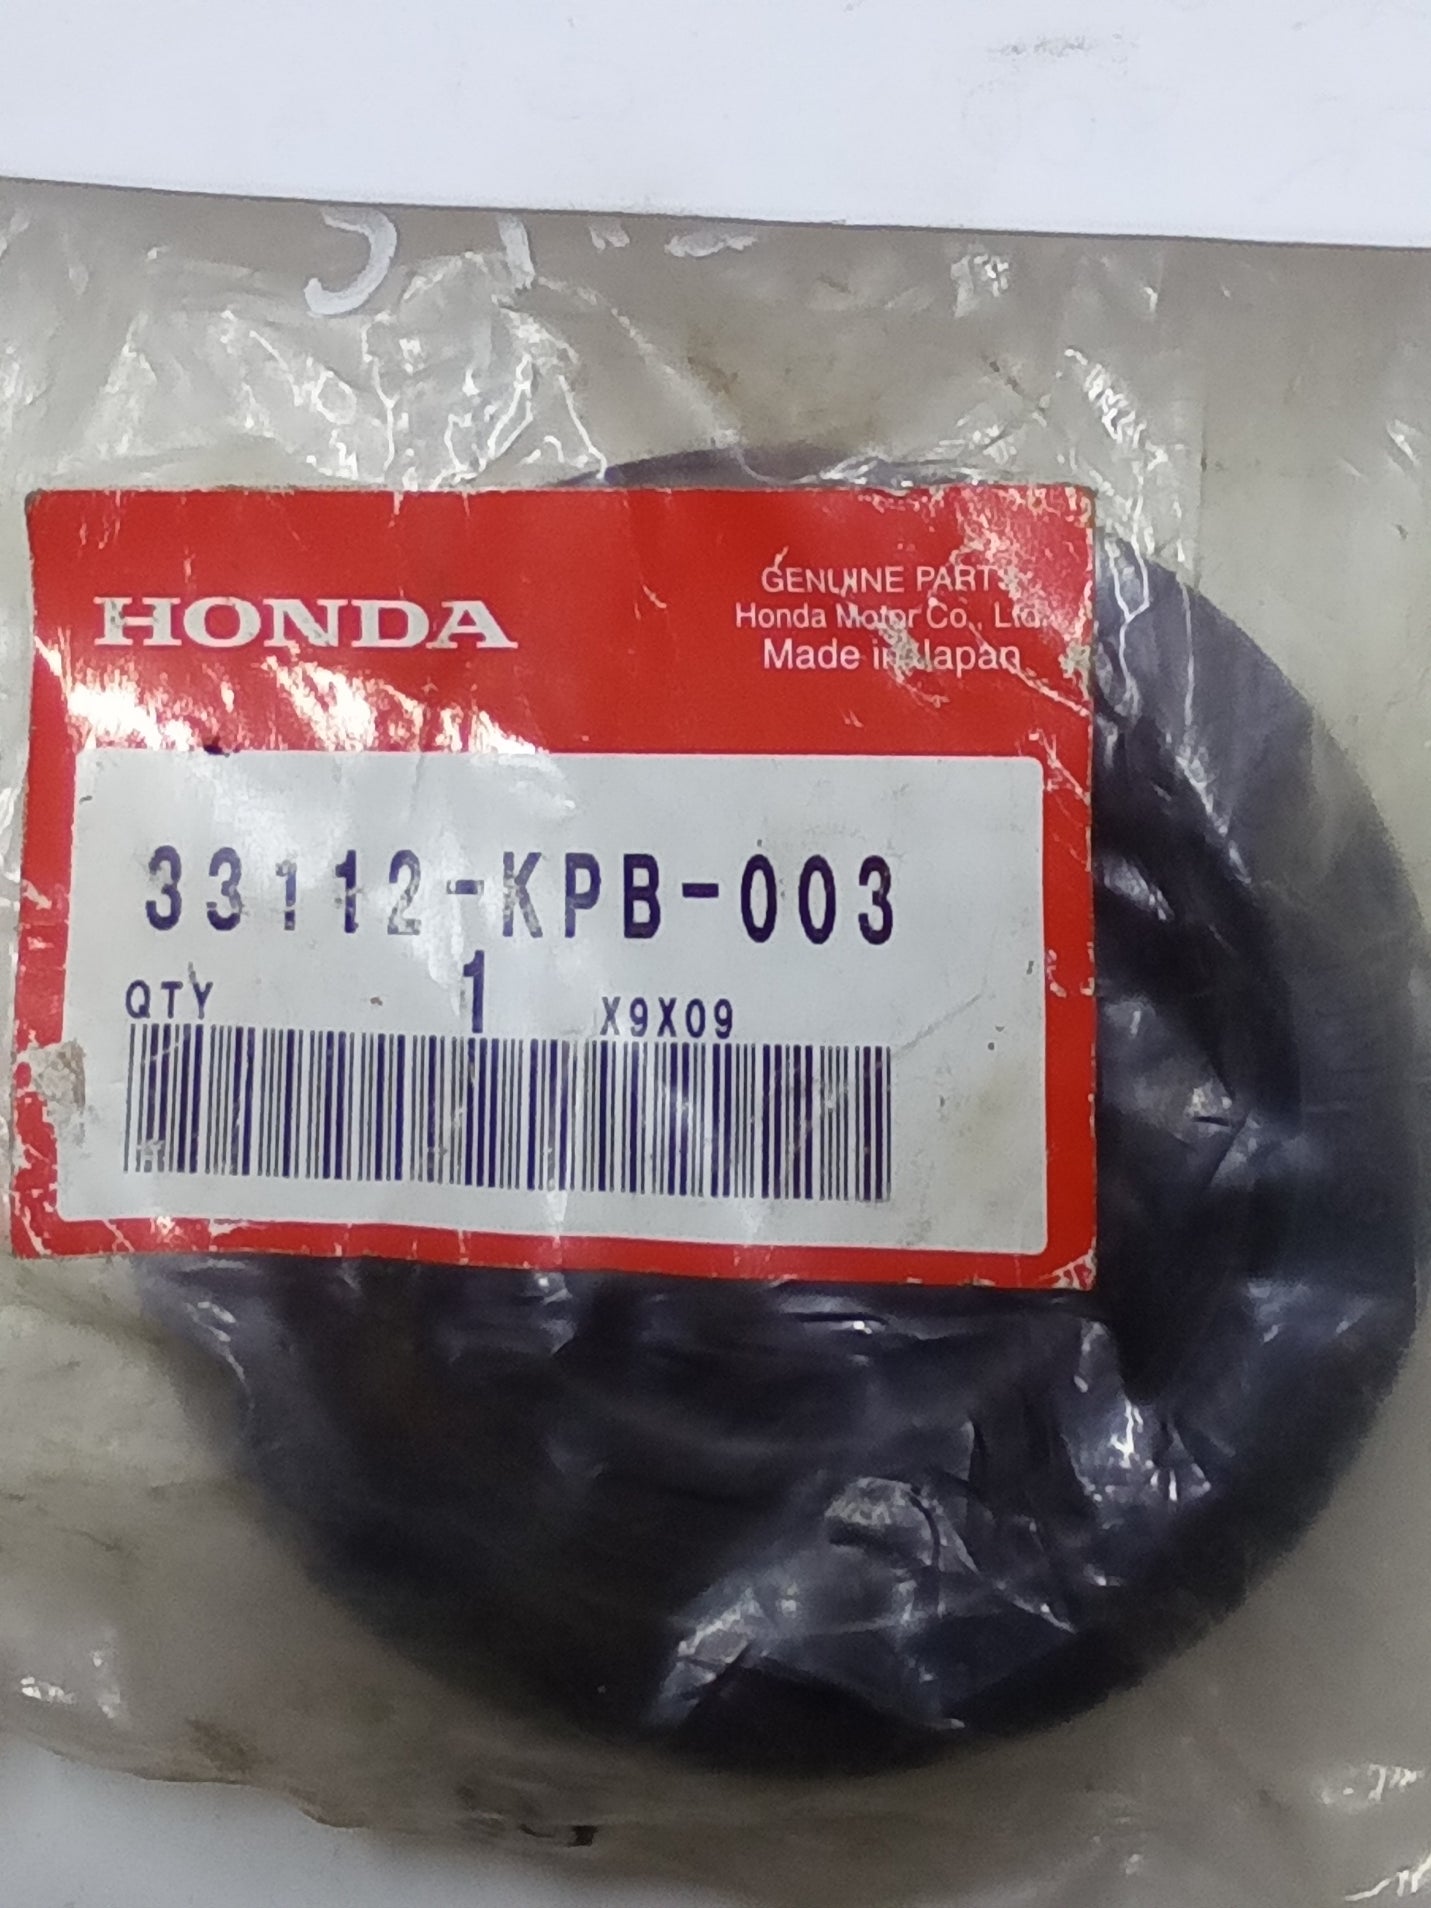 HONDA
GENUINE PARTS
Honda Motor Co., Ltd.
Made in Japan
33112-KPB-003
QTY 1 X9X09